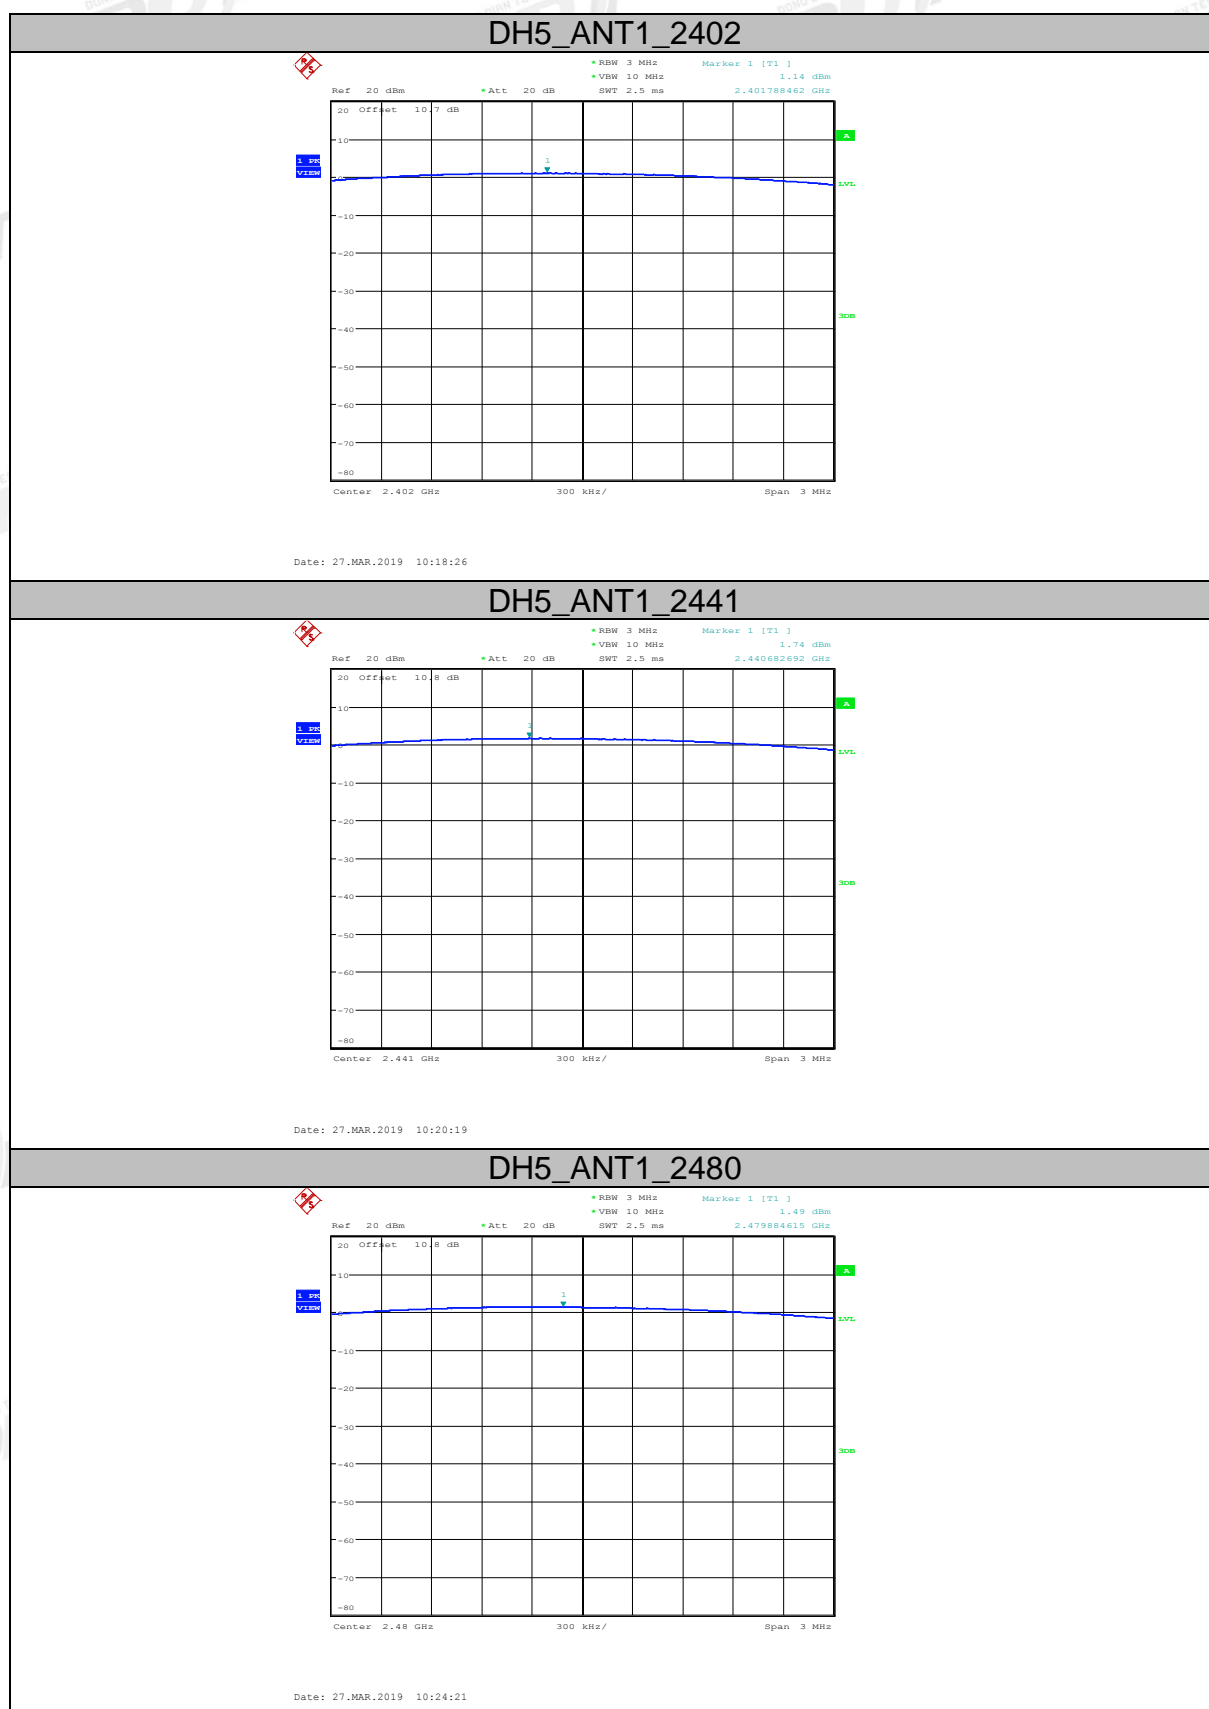 DH5_ANT1_2402
R S
*RBW 3 MHz Marker 1 [T1 ]
*VBW 10 MHz 1.14 dBm
Ref 20 dBm *Att 20 dB SWT 2.5 ms 2.401788462 GHz
20 Offset 10.7 dB
A
10
1
1 PK
VIEW
0
LVL
-10
-20
-30
3DB
-40
-50
-60
-70
-80
Center 2.402 GHz 300 kHz/ Span 3 MHz
Date: 27.MAR.2019 10:18:26
DH5_ANT1_2441
R S
*RBW 3 MHz Marker 1 [T1 ]
*VBW 10 MHz 1.74 dBm
Ref 20 dBm *Att 20 dB SWT 2.5 ms 2.440682692 GHz
20 Offset 10.8 dB
A
10
1
1 PK
VIEW
0
LVL
-10
-20
-30
3DB
-40
-50
-60
-70
-80
Center 2.441 GHz 300 kHz/ Span 3 MHz
Date: 27.MAR.2019 10:20:19
DH5_ANT1_2480
R S
*RBW 3 MHz Marker 1 [T1 ]
*VBW 10 MHz 1.49 dBm
Ref 20 dBm *Att 20 dB SWT 2.5 ms 2.479884615 GHz
20 Offset 10.8 dB
A
10
1
1 PK
VIEW
0
LVL
-10
-20
-30
3DB
-40
-50
-60
-70
-80
Center 2.48 GHz 300 kHz/ Span 3 MHz
Date: 27.MAR.2019 10:24:21